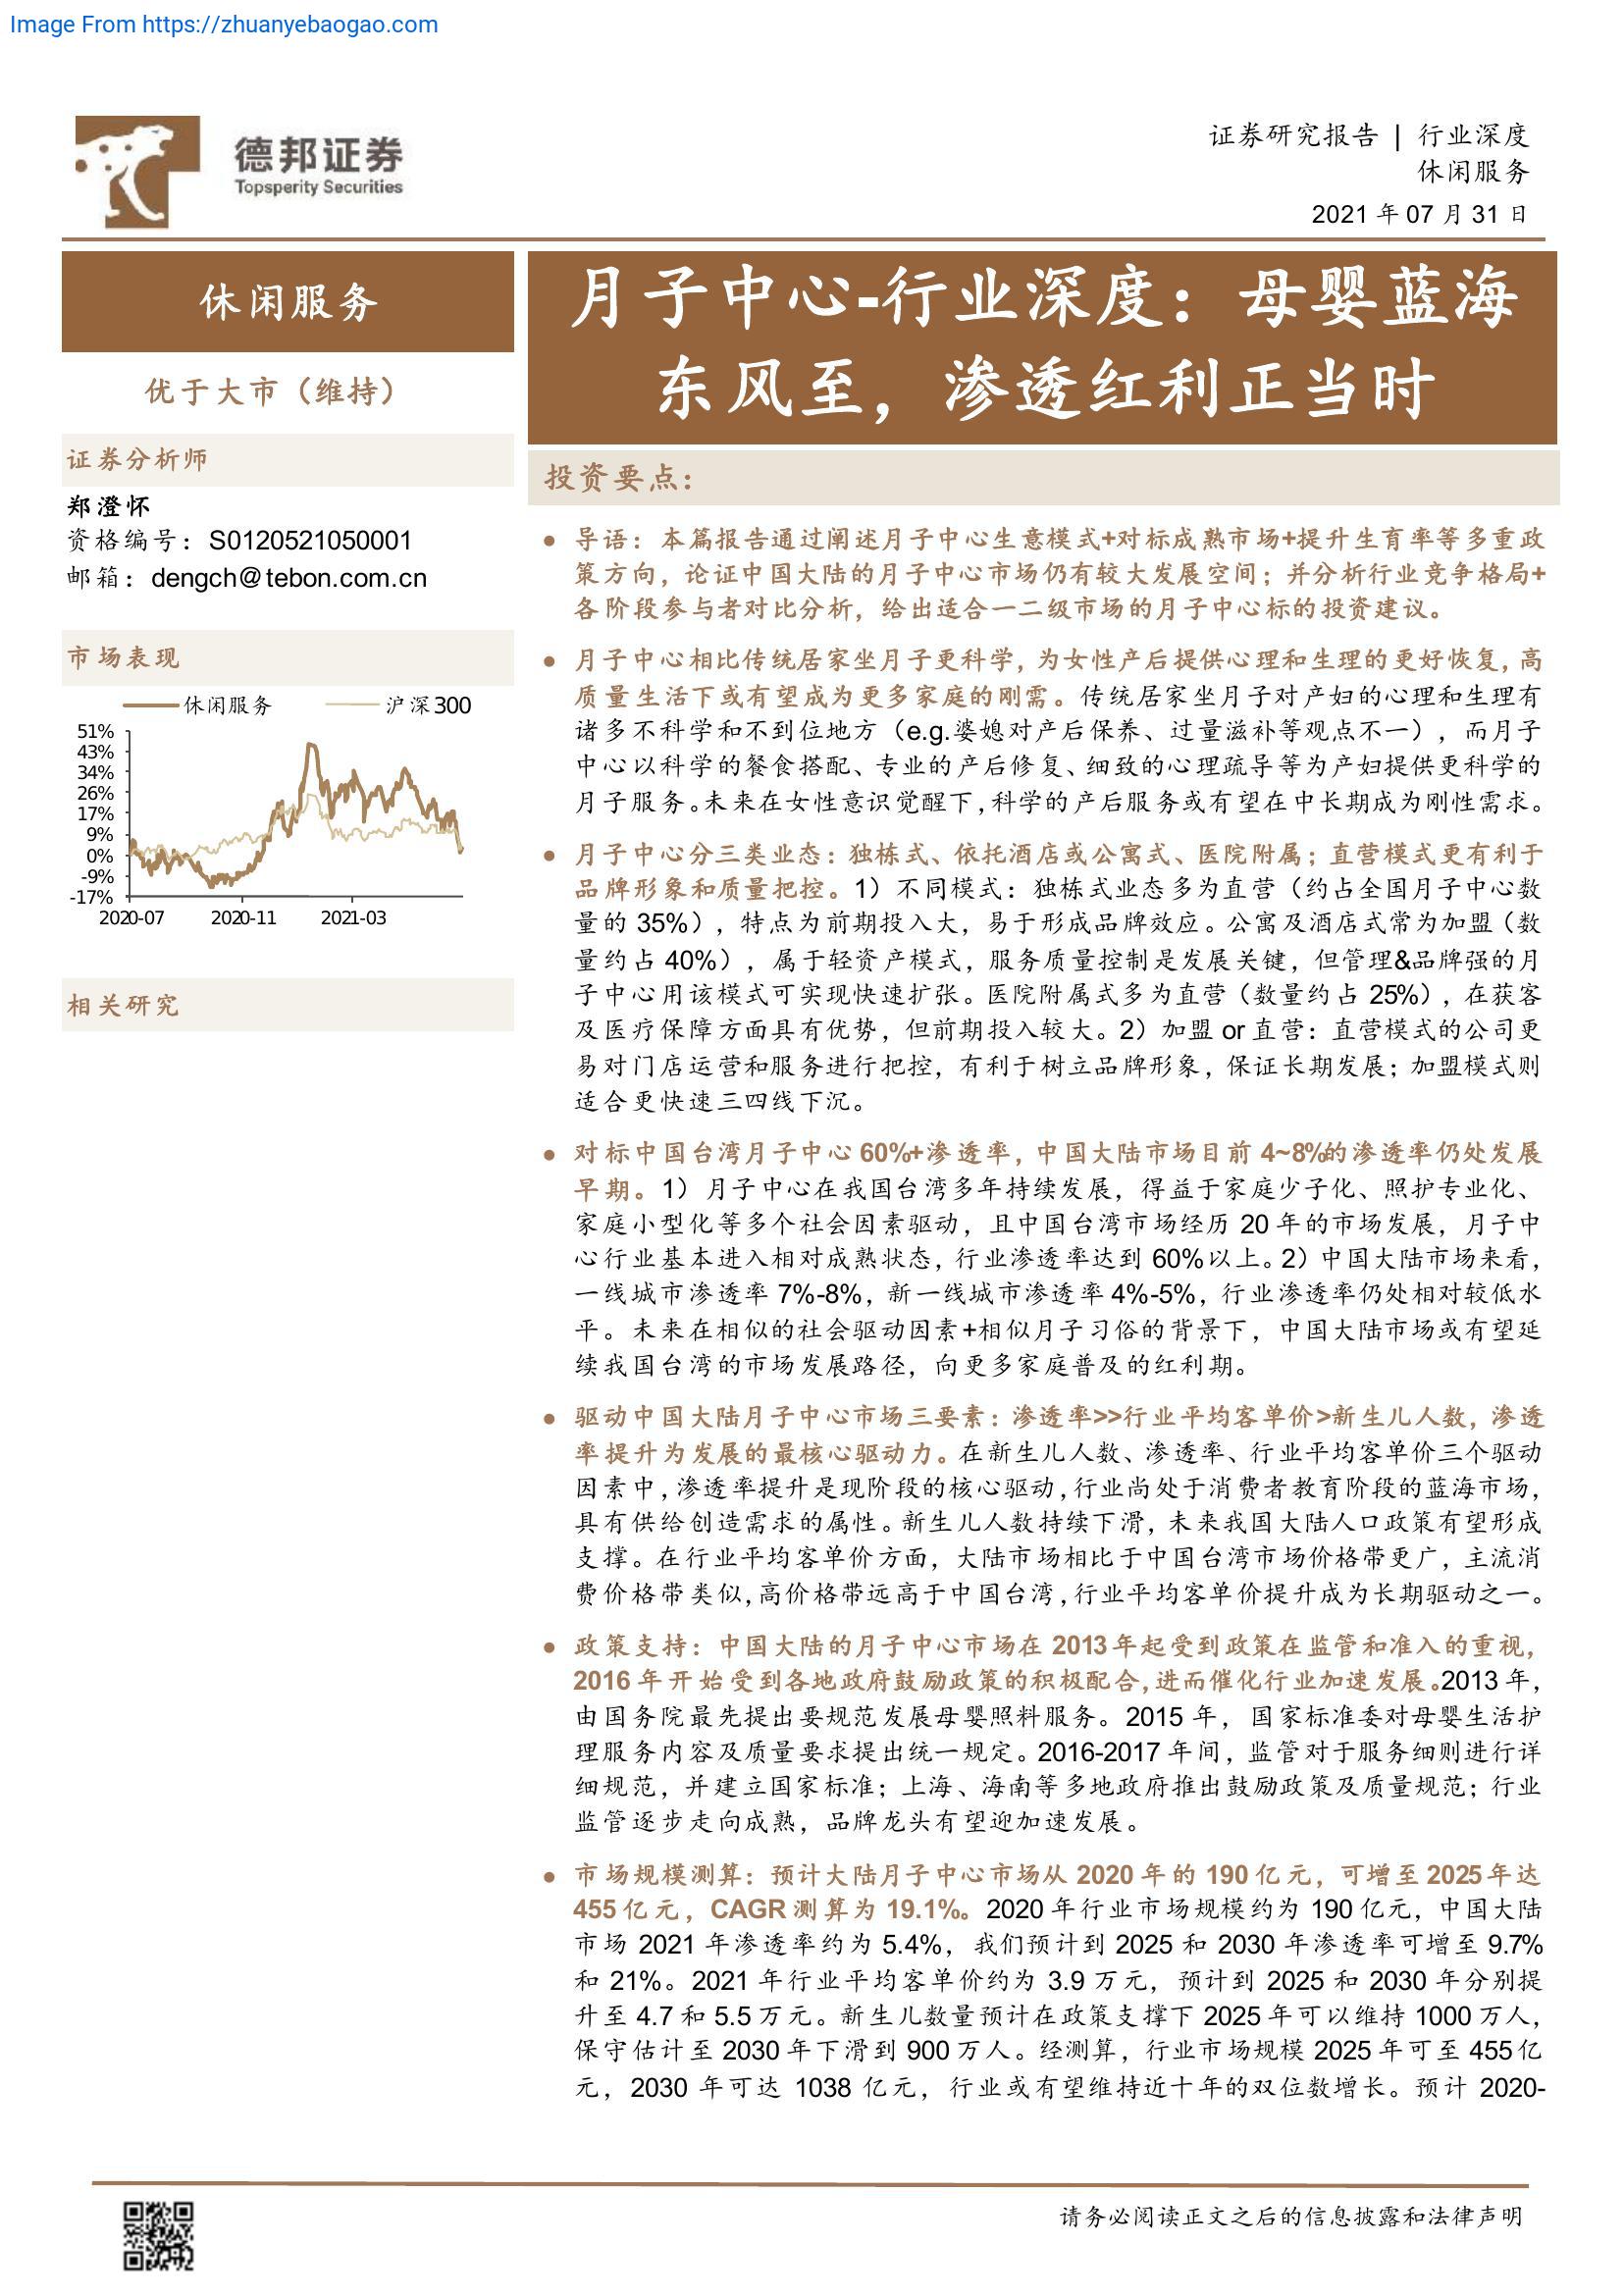 Image From https://zhuanyebaogao.com
德邦证券
Topsperity Securities
证券研究报告 | 行业深度
休闲服务
2021 年 07 月 31 日
休闲服务
优于大市（维持）
证券分析师
郑澄怀
资格编号：S0120521050001
邮箱：dengch@tebon.com.cn
市场表现
休闲服务
沪深300
51%
43%
34%
26%
17%
9%
0%
-9%
-17%
2020-07
2020-11
2021-03
相关研究
月子中心-行业深度：母婴蓝海
东风至，渗透红利正当时
投资要点：
● 导语：本篇报告通过阐述月子中心生意模式+对标成熟市场+提升生育率等多重政
策方向，论证中国大陆的月子中心市场仍有较大发展空间；并分析行业竞争格局+
各阶段参与者对比分析，给出适合一二级市场的月子中心标的投资建议。
● 月子中心相比传统居家坐月子更科学，为女性产后提供心理和生理的更好恢复，高
质量生活下或有望成为更多家庭的刚需。传统居家坐月子对产妇的心理和生理有
诸多不科学和不到位地方（e.g.婆媳对产后保养、过量滋补等观点不一），而月子
中心以科学的餐食搭配、专业的产后修复、细致的心理疏导等为产妇提供更科学的
月子服务。未来在女性意识觉醒下，科学的产后服务或有望在中长期成为刚性需求。
● 月子中心分三类业态：独栋式、依托酒店或公寓式、医院附属；直营模式更有利于
品牌形象和质量把控。1）不同模式：独栋式业态多为直营（约占全国月子中心数
量的 35%），特点为前期投入大，易于形成品牌效应。公寓及酒店式常为加盟（数
量约占 40%），属于轻资产模式，服务质量控制是发展关键，但管理&品牌强的月
子中心用该模式可实现快速扩张。医院附属式多为直营（数量约占 25%），在获客
及医疗保障方面具有优势，但前期投入较大。2）加盟 or 直营：直营模式的公司更
易对门店运营和服务进行把控，有利于树立品牌形象，保证长期发展；加盟模式则
适合更快速三四线下沉。
● 对标中国台湾月子中心 60%+渗透率，中国大陆市场目前 4~8%的渗透率仍处发展
早期。1）月子中心在我国台湾多年持续发展，得益于家庭少子化、照护专业化、
家庭小型化等多个社会因素驱动，且中国台湾市场经历 20 年的市场发展，月子中
心行业基本进入相对成熟状态，行业渗透率达到 60%以上。2）中国大陆市场来看，
一线城市渗透率 7%-8%，新一线城市渗透率 4%-5%，行业渗透率仍处相对较低水
平。未来在相似的社会驱动因素+相似月子习俗的背景下，中国大陆市场或有望延
续我国台湾的市场发展路径，向更多家庭普及的红利期。
● 驱动中国大陆月子中心市场三要素：渗透率>>行业平均客单价>新生儿人数，渗透
率提升为发展的最核心驱动力。在新生儿人数、渗透率、行业平均客单价三个驱动
因素中，渗透率提升是现阶段的核心驱动，行业尚处于消费者教育阶段的蓝海市场，
具有供给创造需求的属性。新生儿人数持续下滑，未来我国大陆人口政策有望形成
支撑。在行业平均客单价方面，大陆市场相比于中国台湾市场价格带更广，主流消
费价格带类似，高价格带远高于中国台湾，行业平均客单价提升成为长期驱动之一。
● 政策支持：中国大陆的月子中心市场在 2013 年起受到政策在监管和准入的重视，
2016 年开始受到各地政府鼓励政策的积极配合，进而催化行业加速发展。2013 年，
由国务院最先提出要规范发展母婴照料服务。2015 年，国家标准委对母婴生活护
理服务内容及质量要求提出统一规定。2016-2017 年间，监管对于服务细则进行详
细规范，并建立国家标准；上海、海南等多地政府推出鼓励政策及质量规范；行业
监管逐步走向成熟，品牌龙头有望迎加速发展。
● 市场规模测算：预计大陆月子中心市场从 2020 年的 190 亿元，可增至 2025 年达
455 亿元，CAGR 测算为 19.1%。2020 年行业市场规模约为 190 亿元，中国大陆
市场 2021 年渗透率约为 5.4%，我们预计到 2025 和 2030 年渗透率可增至 9.7%
和 21%。2021 年行业平均客单价约为 3.9 万元，预计到 2025 和 2030 年分别提
升至 4.7 和 5.5 万元。新生儿数量预计在政策支撑下 2025 年可以维持 1000 万人，
保守估计至 2030 年下滑到 900 万人。经测算，行业市场规模 2025 年可至 455 亿
元，2030 年可达 1038 亿元，行业或有望维持近十年的双位数增长。预计 2020-
请务必阅读正文之后的信息披露和法律声明